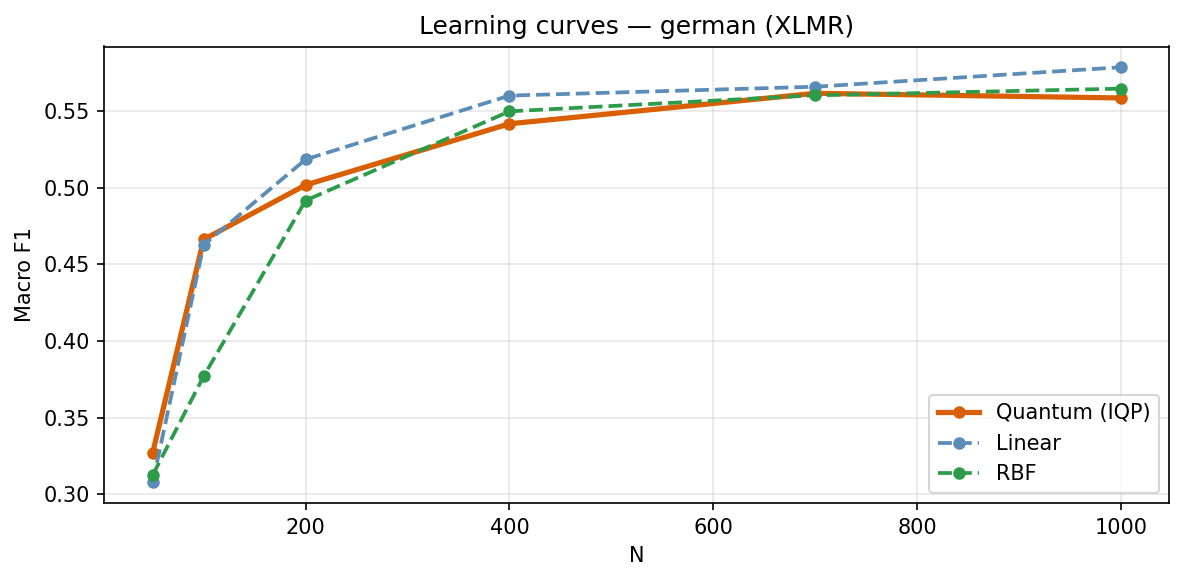 Learning curves — german (XLMR)
Macro F1
0.55
0.50
0.45
0.40
0.35
0.30
200
400
600
800
1000
N
Quantum (IQP)
Linear
RBF